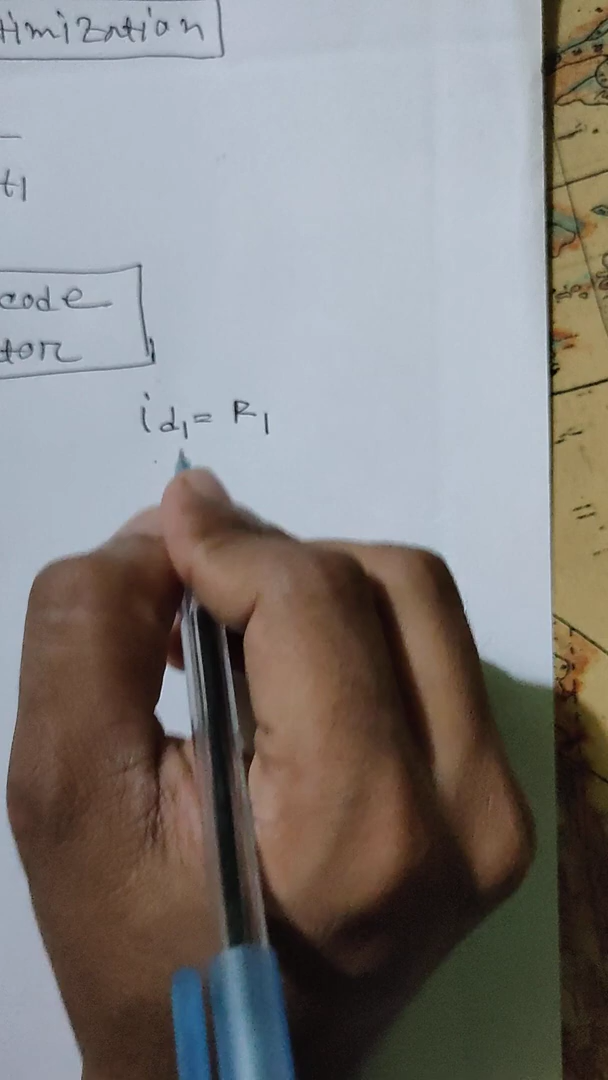 timization
t1
code
tor
id1 = R1